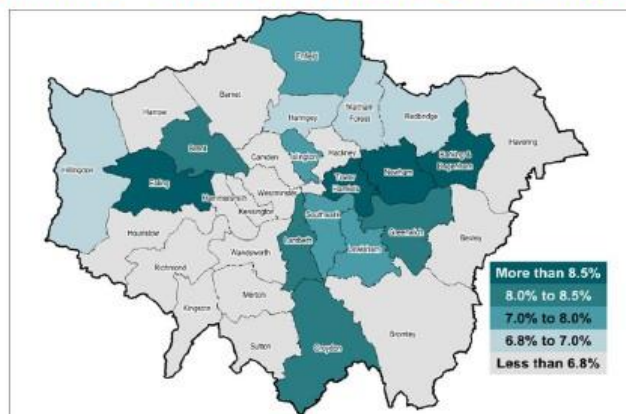 Enfield
Barnet
Harrow
Haringey
Waltham
Forest
Redbridge
Havering
Hillingdon
Brent
Camden
Islington
Hackney
Barking &
Dagenham
Newham
Tower
Hamlets
Ealing
Westminster
Hammersmith
Kensington
Southwark
Greenwich
Bexley
Hounslow
Lambeth
Lewisham
Wandsworth
Richmond
Merton
Kingston
Sutton
Croydon
Bromley
More than 8.5%
8.0% to 8.5%
7.0% to 8.0%
6.8% to 7.0%
Less than 6.8%